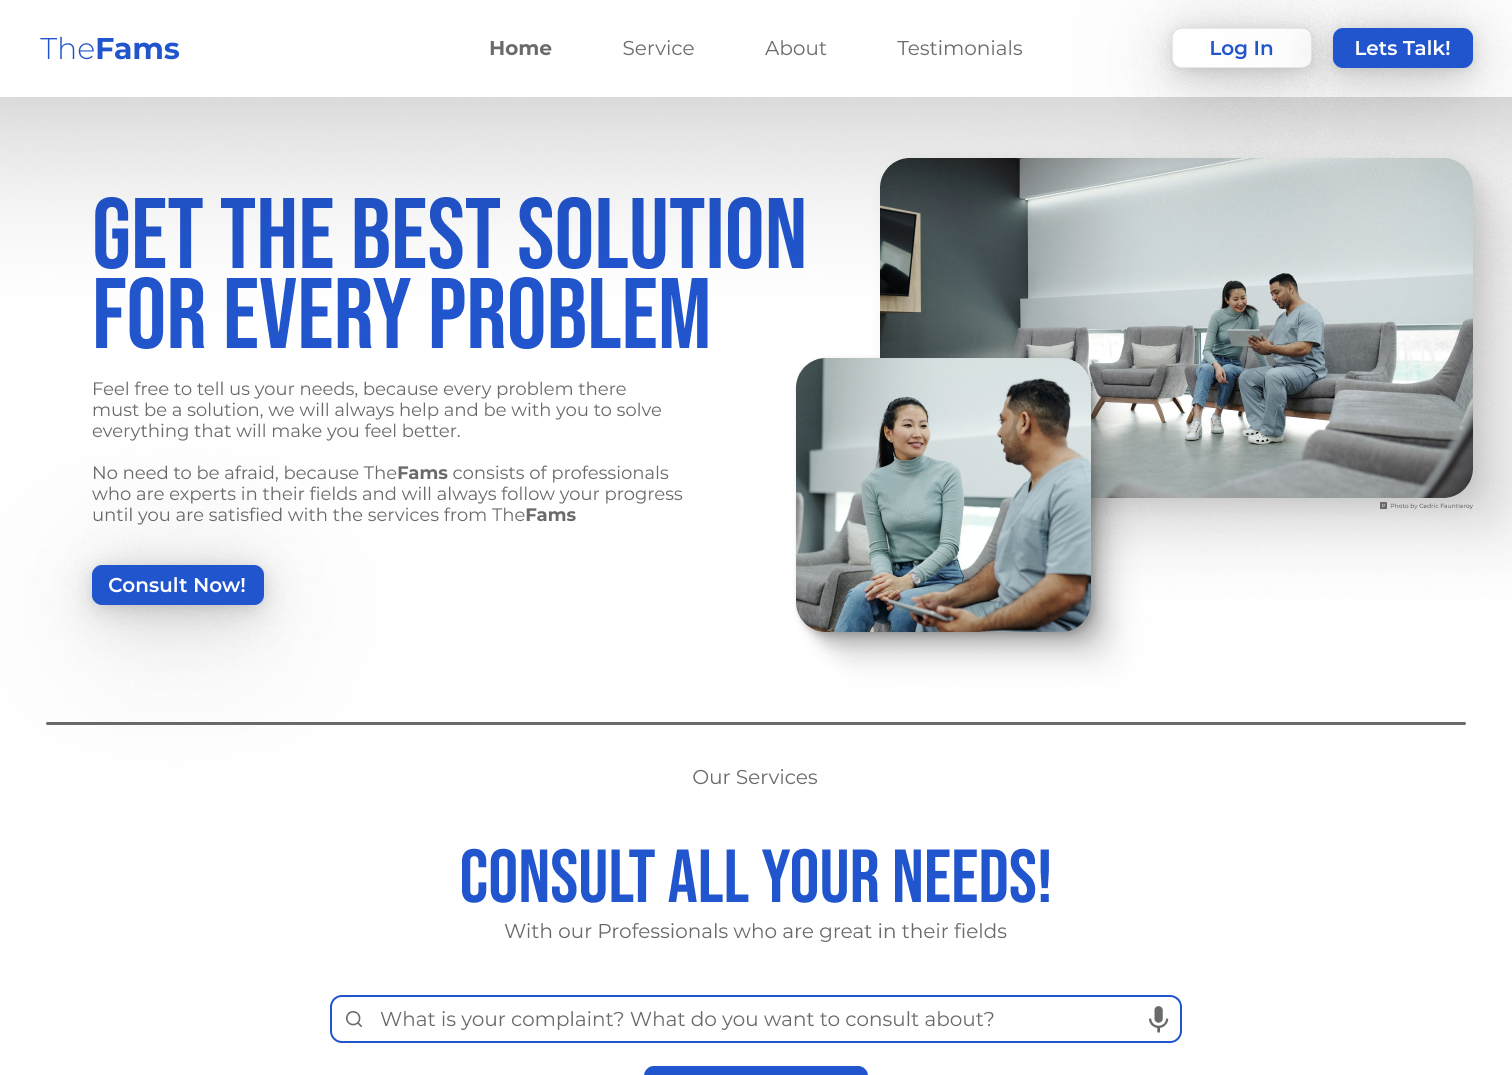 TheFams
Home
Service
About
Testimonials
Log In
Lets Talk!
GET THE BEST SOLUTION
FOR EVERY PROBLEM
Feel free to tell us your needs, because every problem there
must be a solution, we will always help and be with you to solve
everything that will make you feel better.
No need to be afraid, because TheFams consists of professionals
who are experts in their fields and will always follow your progress
until you are satisfied with the services from TheFams
Consult Now!
Photo by Cedric Fauntleroy
Our Services
CONSULT ALL YOUR NEEDS!
With our Professionals who are great in their fields
What is your complaint? What do you want to consult about?